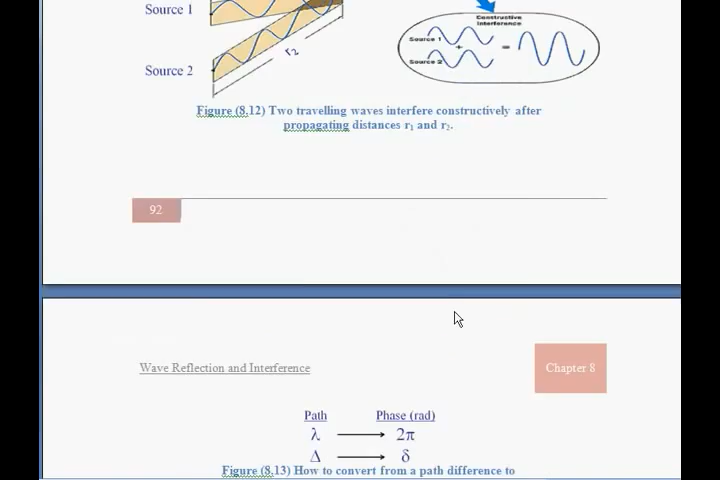 Source 1
r2
Source 2
Constructive
Interference
Source 1
+
=
Source 2
Figure (8.12) Two travelling waves interfere constructively after
propagating distances r1 and r2.
92
Wave Reflection and Interference
Chapter 8
Path Phase (rad)
λ → 2π
Δ → δ
Figure (8.13) How to convert from a path difference to